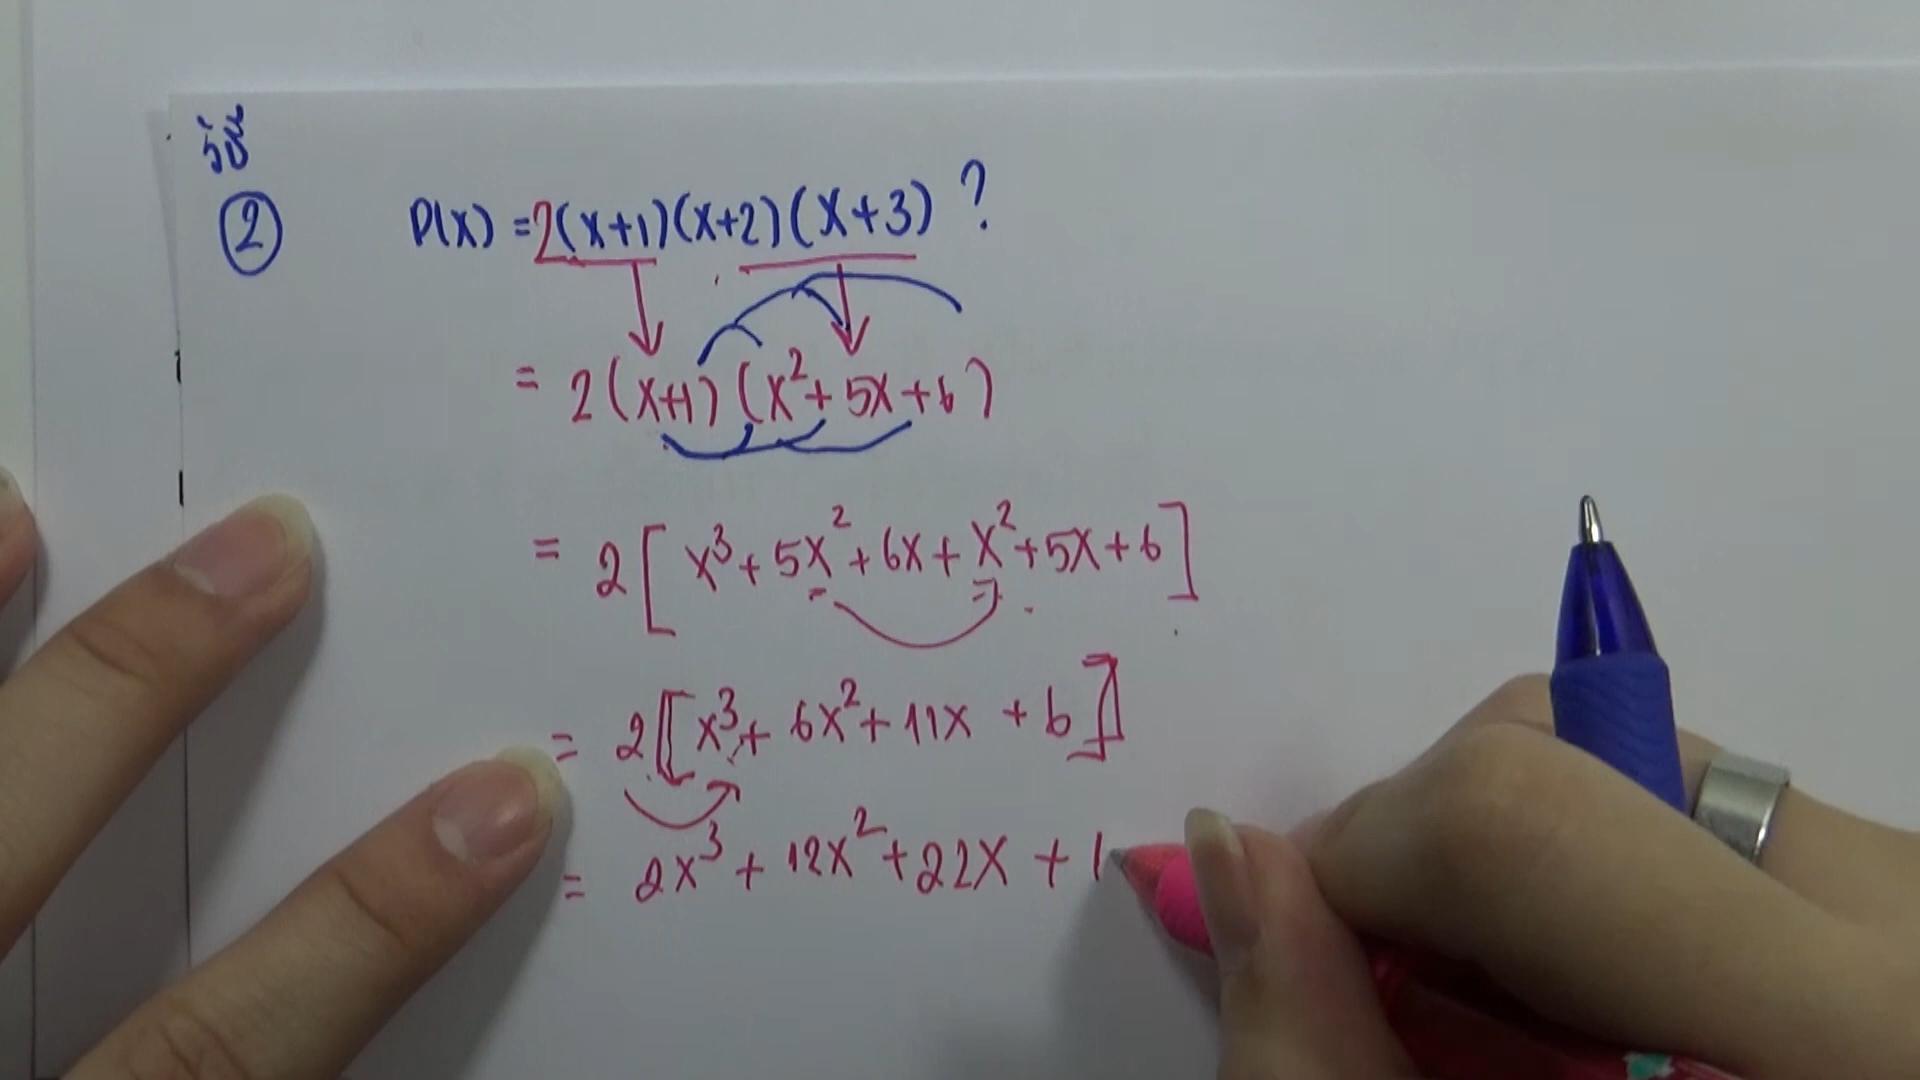 วิธี
② P(x) = 2(x+1)(x+2)(x+3) ?
= 2(x+1)(x²+5x+6)
= 2[x³+5x²+6x+x²+5x+6]
= 2[x³+6x²+11x+6]
= 2x³+12x²+22x+1